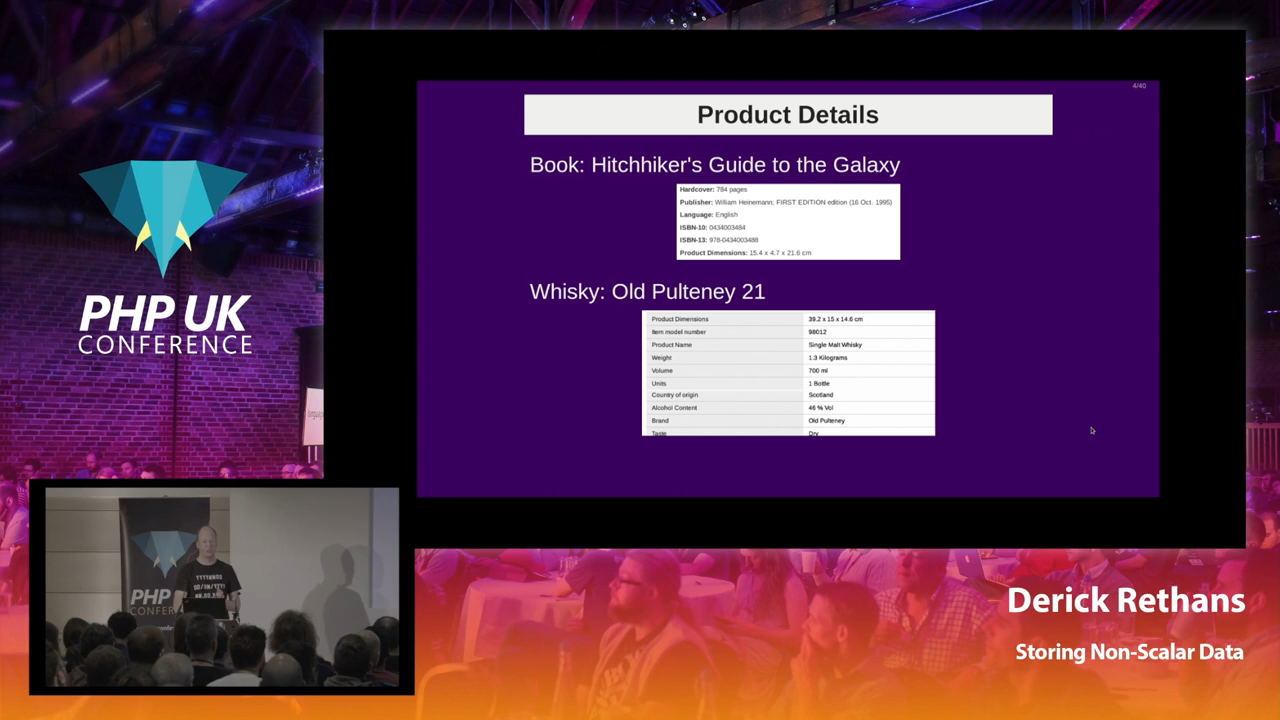 4/40
Product Details
Book: Hitchhiker's Guide to the Galaxy
Hardcover: 784 pages
Publisher: William Heinemann; FIRST EDITION edition (16 Oct. 1995)
Language: English
ISBN-10: 0434003484
ISBN-13: 978-0434003488
Product Dimensions: 15.4 x 4.7 x 21.6 cm
Whisky: Old Pulteney 21
Product Dimensions 39.2 x 15 x 14.6 cm
Item model number 98012
Product Name Single Malt Whisky
Weight 1.3 Kilograms
Volume 700 ml
Units 1 Bottle
Country of origin Scotland
Alcohol Content 46 % Vol
Brand Old Pulteney
Taste Dry
PHP UK
CONFERENCE
PHP
CONFER
Derick Rethans
Storing Non-Scalar Data